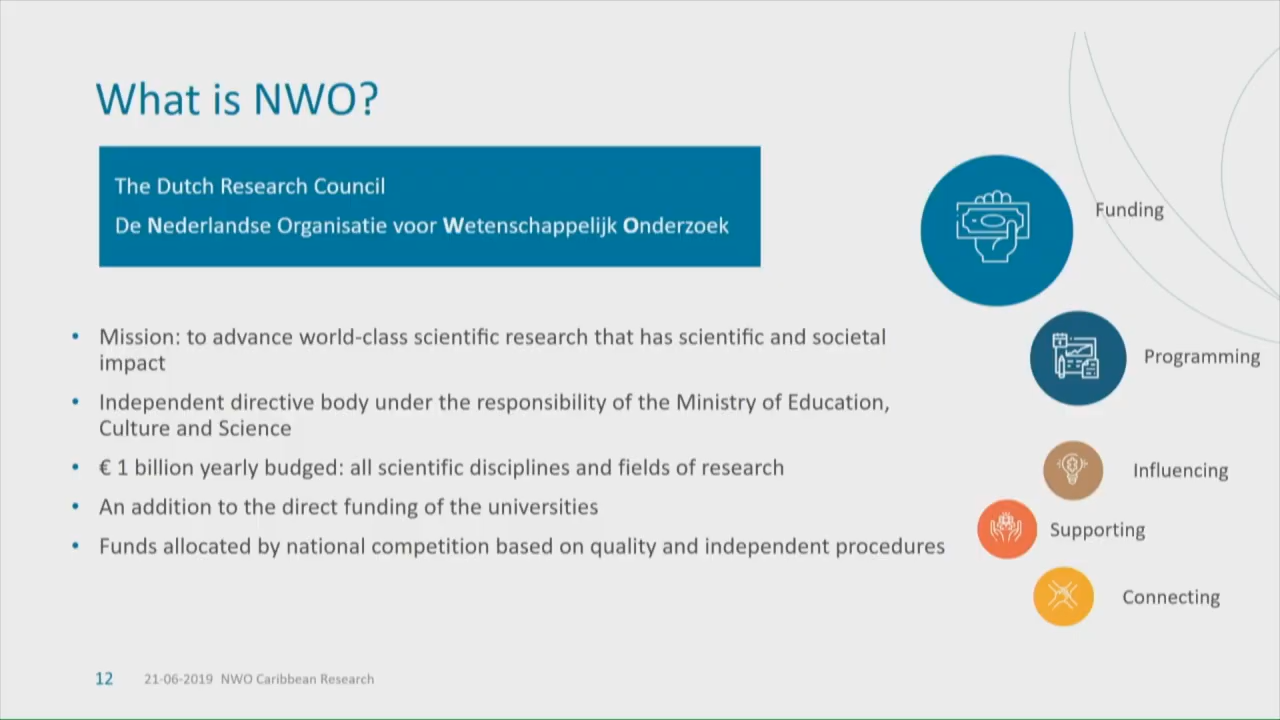 What is NWO?
The Dutch Research Council
De Nederlandse Organisatie voor Wetenschappelijk Onderzoek
• Mission: to advance world-class scientific research that has scientific and societal
impact
• Independent directive body under the responsibility of the Ministry of Education,
Culture and Science
• € 1 billion yearly budged: all scientific disciplines and fields of research
• An addition to the direct funding of the universities
• Funds allocated by national competition based on quality and independent procedures
Funding
Programming
Influencing
Supporting
Connecting
12 21-06-2019 NWO Caribbean Research